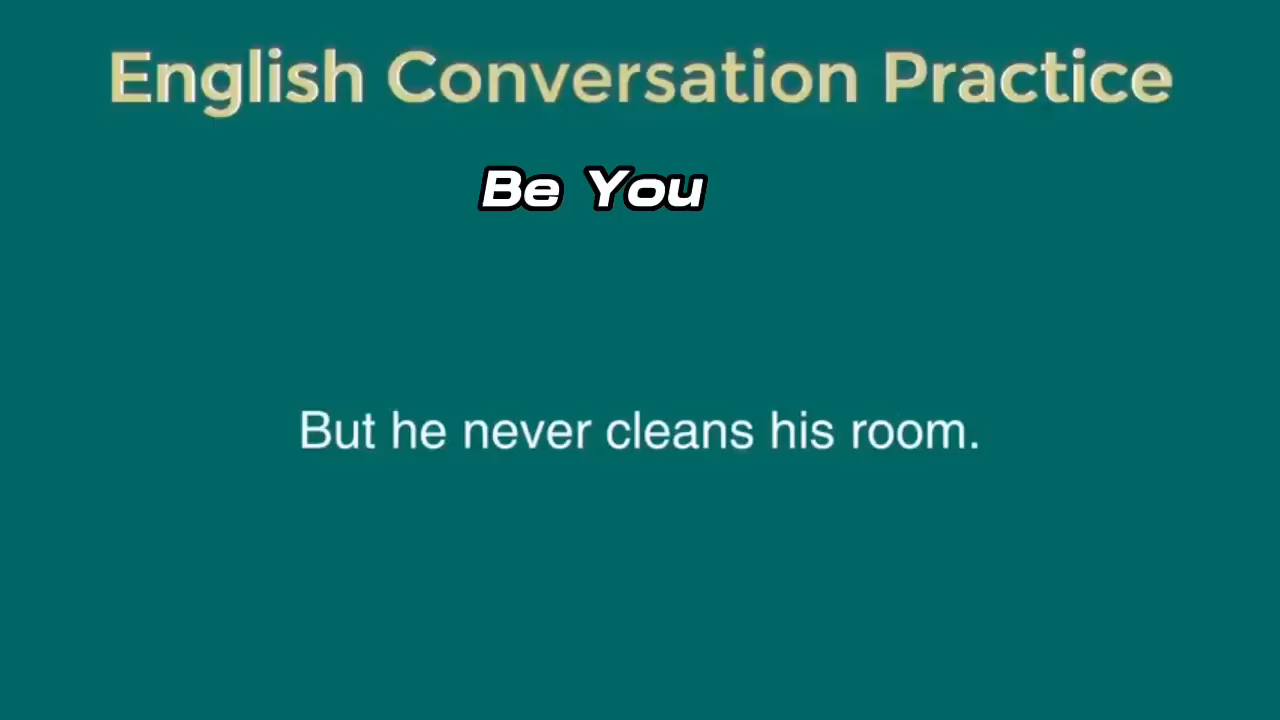 English Conversation Practice
Be You
But he never cleans his room.